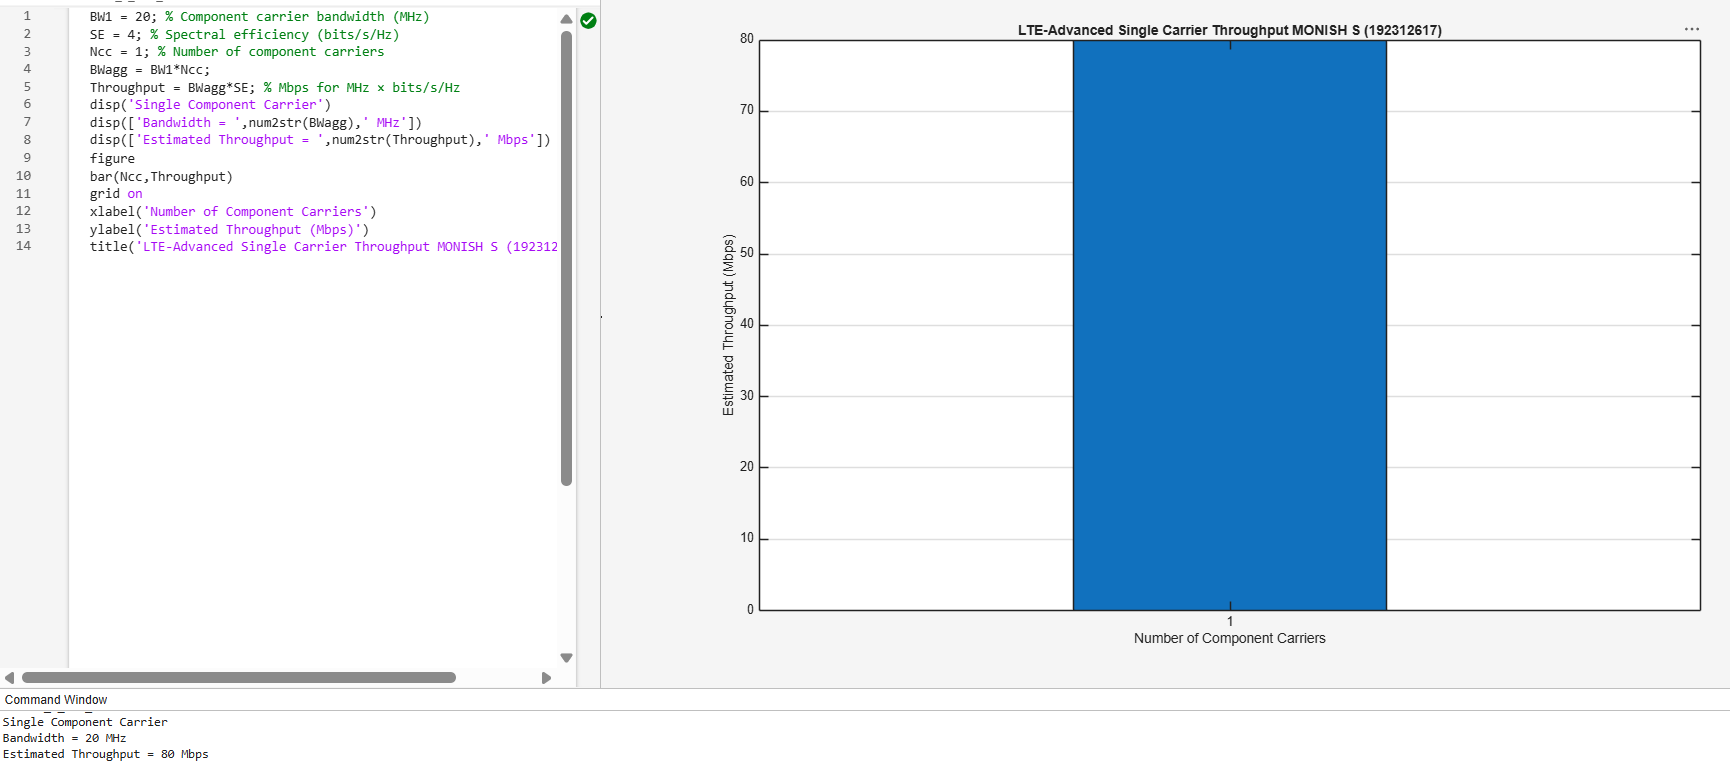 1 BW1 = 20; % Component carrier bandwidth (MHz)
2 SE = 4; % Spectral efficiency (bits/s/Hz)
3 Ncc = 1; % Number of component carriers
4 BWagg = BW1*Ncc;
5 Throughput = BWagg*SE; % Mbps for MHz × bits/s/Hz
6 disp('Single Component Carrier')
7 disp(['Bandwidth = ',num2str(BWagg),' MHz'])
8 disp(['Estimated Throughput = ',num2str(Throughput),' Mbps'])
9 figure
10 bar(Ncc,Throughput)
11 grid on
12 xlabel('Number of Component Carriers')
13 ylabel('Estimated Throughput (Mbps)')
14 title('LTE-Advanced Single Carrier Throughput MONISH S (192312
LTE-Advanced Single Carrier Throughput MONISH S (192312617)
80
70
60
50
40
30
20
10
0
Estimated Throughput (Mbps)
1
Number of Component Carriers
Command Window
Single Component Carrier
Bandwidth = 20 MHz
Estimated Throughput = 80 Mbps